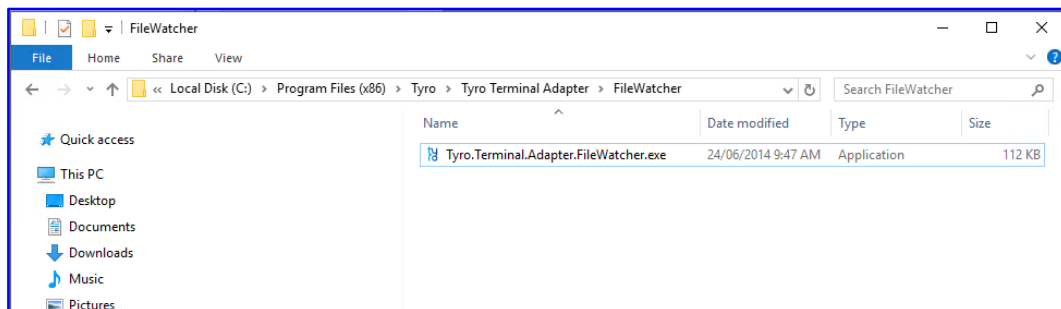 FileWatcher
File Home Share View
« Local Disk (C:) > Program Files (x86) > Tyro > Tyro Terminal Adapter > FileWatcher Search FileWatcher
Name Date modified Type Size
Quick access
Tyro.Terminal.Adapter.FileWatcher.exe 24/06/2014 9:47 AM Application 112 KB
This PC
Desktop
Documents
Downloads
Music
Pictures